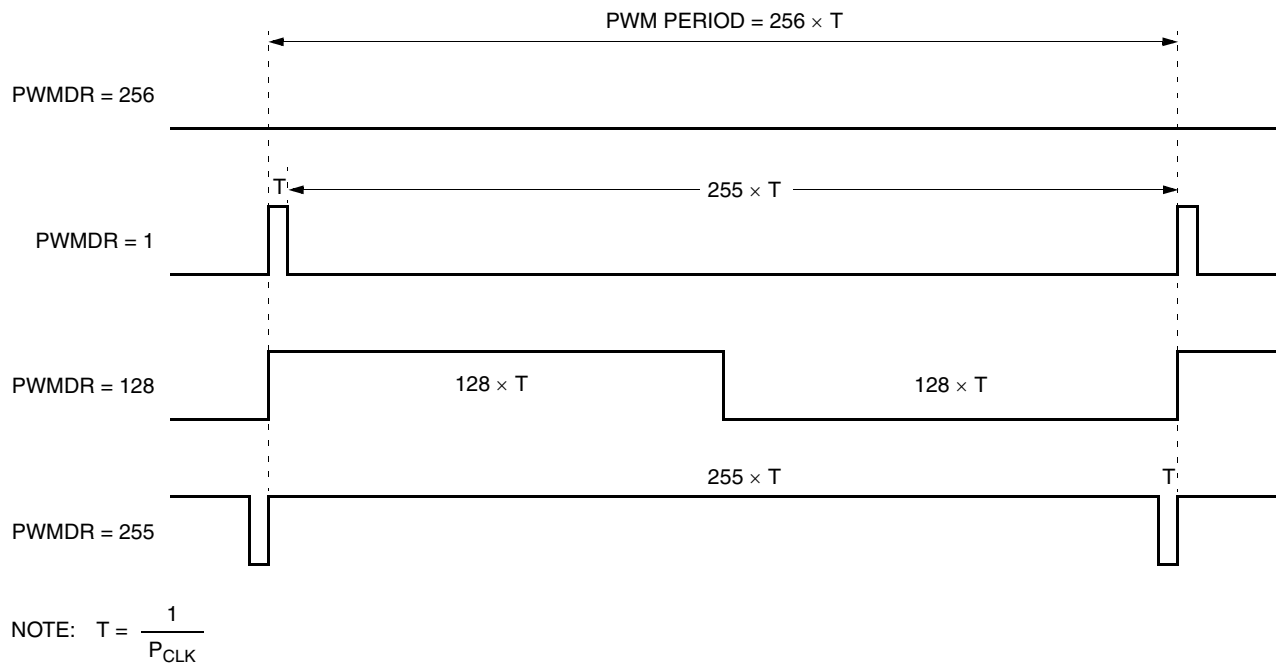 PWM PERIOD = 256 × T
PWMDR = 256
T
255 × T
PWMDR = 1
PWMDR = 128
128 × T
128 × T
255 × T
T
PWMDR = 255
NOTE: T = 1
P_CLK